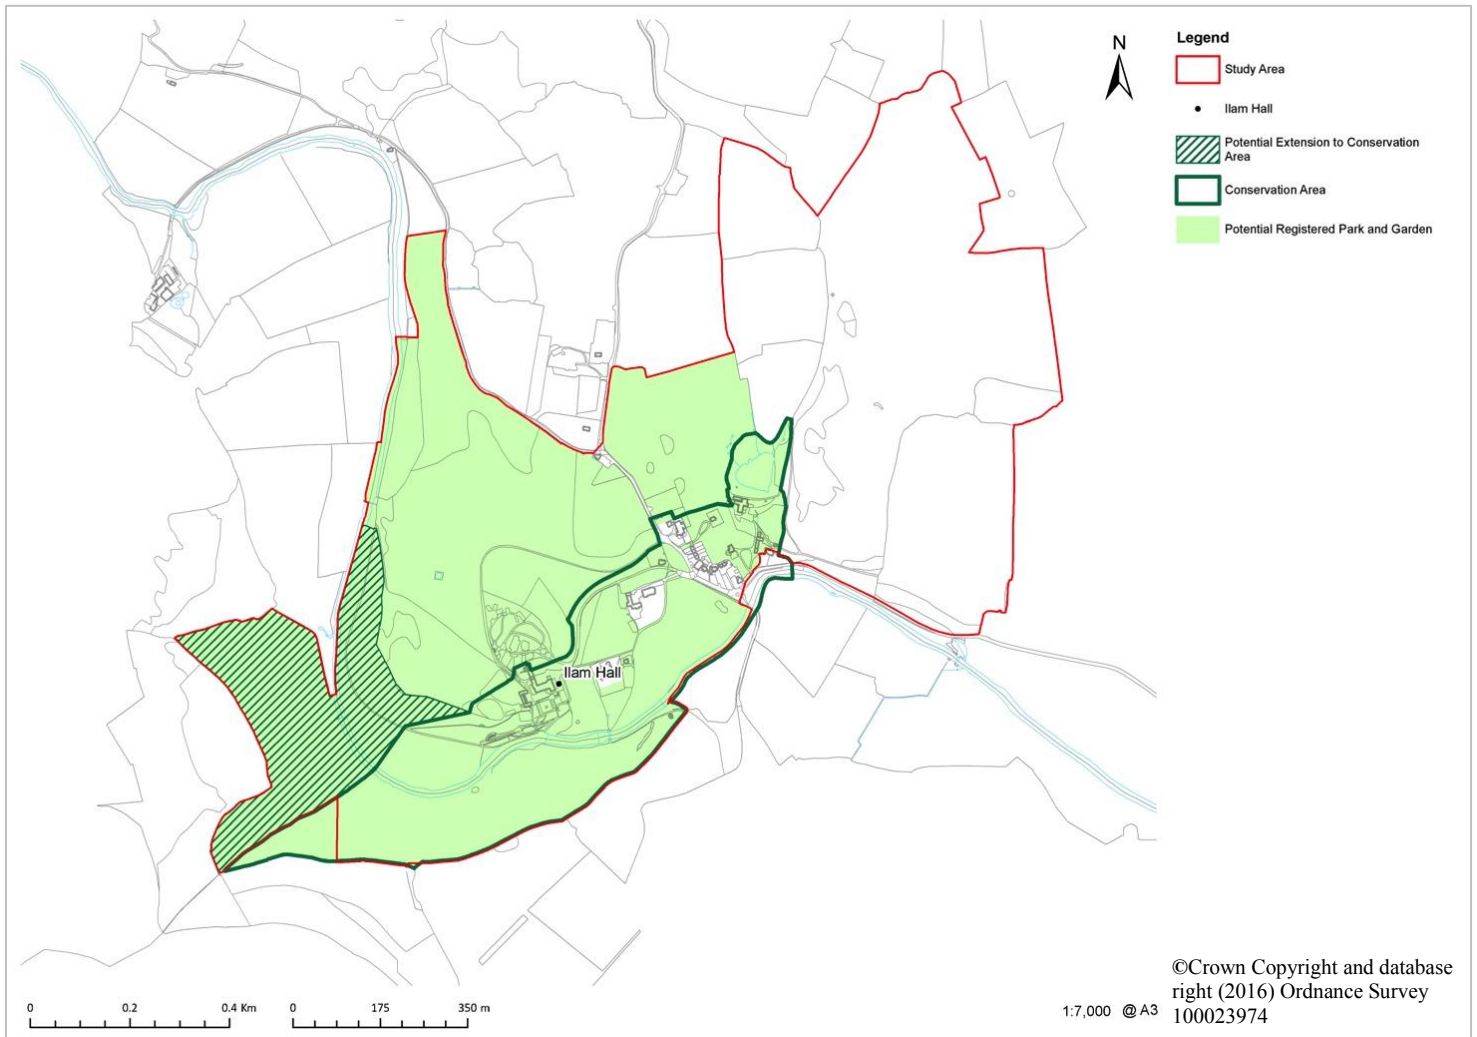 N
Legend
Study Area
Ilam Hall
Potential Extension to Conservation
Area
Conservation Area
Potential Registered Park and Garden
Ilam Hall
0 0.2 0.4 Km
0 175 350 m
1:7,000 @ A3
©Crown Copyright and database
right (2016) Ordnance Survey
100023974